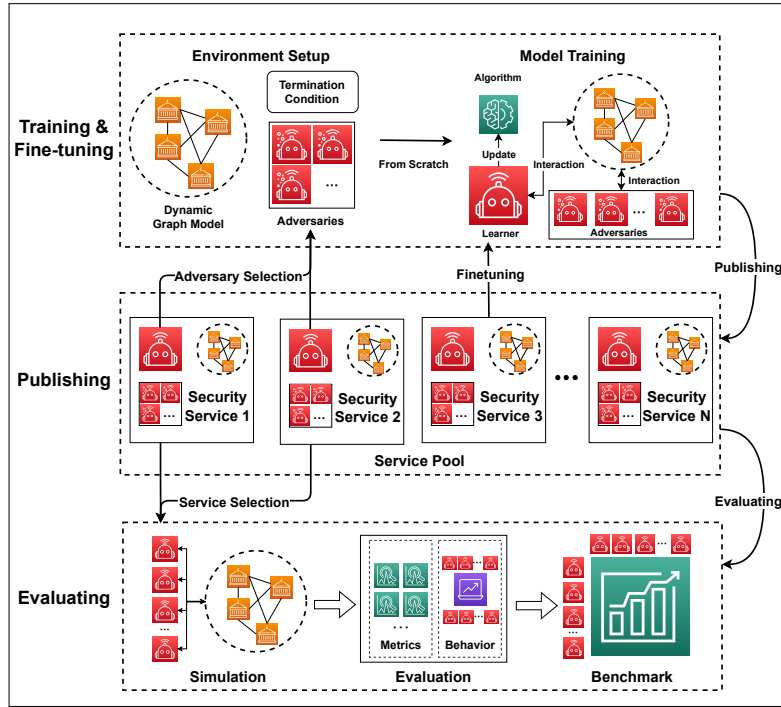 Environment Setup
Model Training
Termination
Condition
Algorithm
Training &
Fine-tuning
From Scratch
Update
Interaction
Interaction
Dynamic
Graph Model
Adversaries
...
Learner
...
Adversaries
Adversary Selection
Finetuning
Publishing
Publishing
Security
Service 1
...
Security
Service 2
...
Security
Service 3
...
...
Security
Service N
...
Service Pool
Service Selection
Evaluating
Evaluating
...
Simulation
...
Metrics
...
...
Behavior
Evaluation
...
...
Benchmark